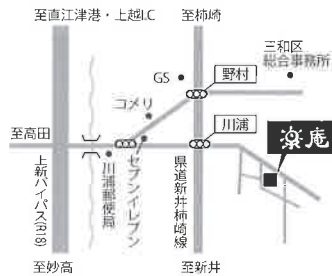 至直江津港・上越I.C
至柿崎
三和区
総合事務所
GS
野村
コメリ
川浦
至高田
楽庵
川浦郵便局
セブンイレブン
県道新井柿崎線
上新バイパス(R18)
至妙高
至新井